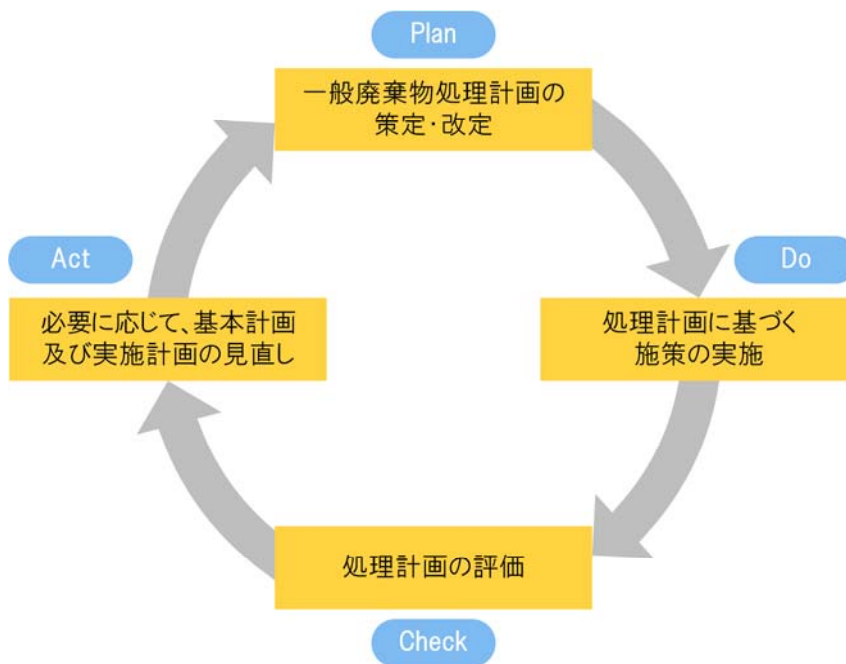 Plan
一般廃棄物処理計画の
策定・改定
Act
Do
必要に応じて、基本計画
及び実施計画の見直し
処理計画に基づく
施策の実施
処理計画の評価
Check